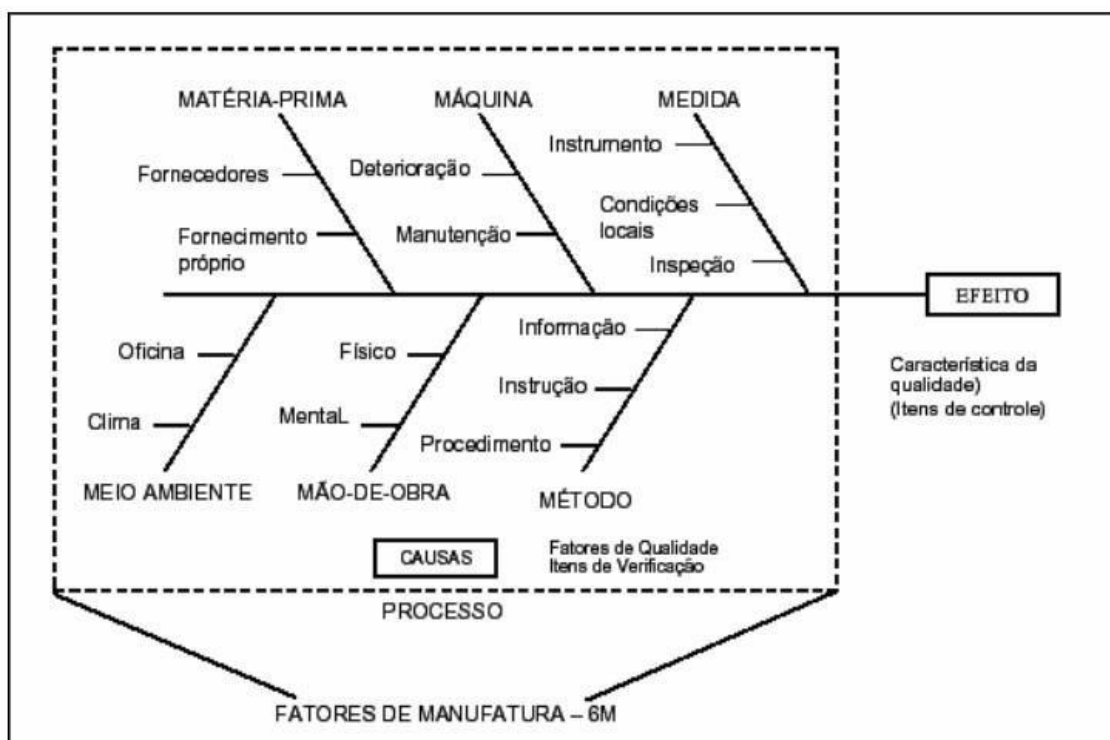 MATÉRIA-PRIMA
MÁQUINA
MEDIDA
Fornecedores
Fornecimento
próprio
Deterioração
Manutenção
Instrumento
Condições
locais
Inspeção
EFEITO
Característica da
qualidade)
(Itens de controle)
Oficina
Clima
Físico
MentaL
Informação
Instrução
Procedimento
MEIO AMBIENTE
MÃO-DE-OBRA
MÉTODO
CAUSAS
Fatores de Qualidade
Itens de Verificação
PROCESSO
FATORES DE MANUFATURA – 6M